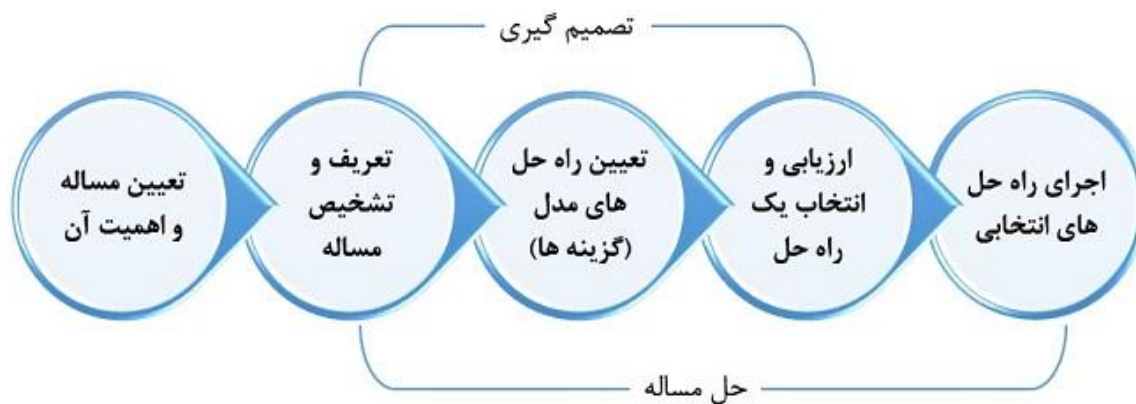 تصمیم گیری
تعیین مساله
و اهمیت آن
تعریف و
تشخیص
مساله
تعیین راه حل
های مدل
(گزینه ها)
ارزیابی و
انتخاب یک
راه حل
اجرای راه حل
های انتخابی
حل مساله